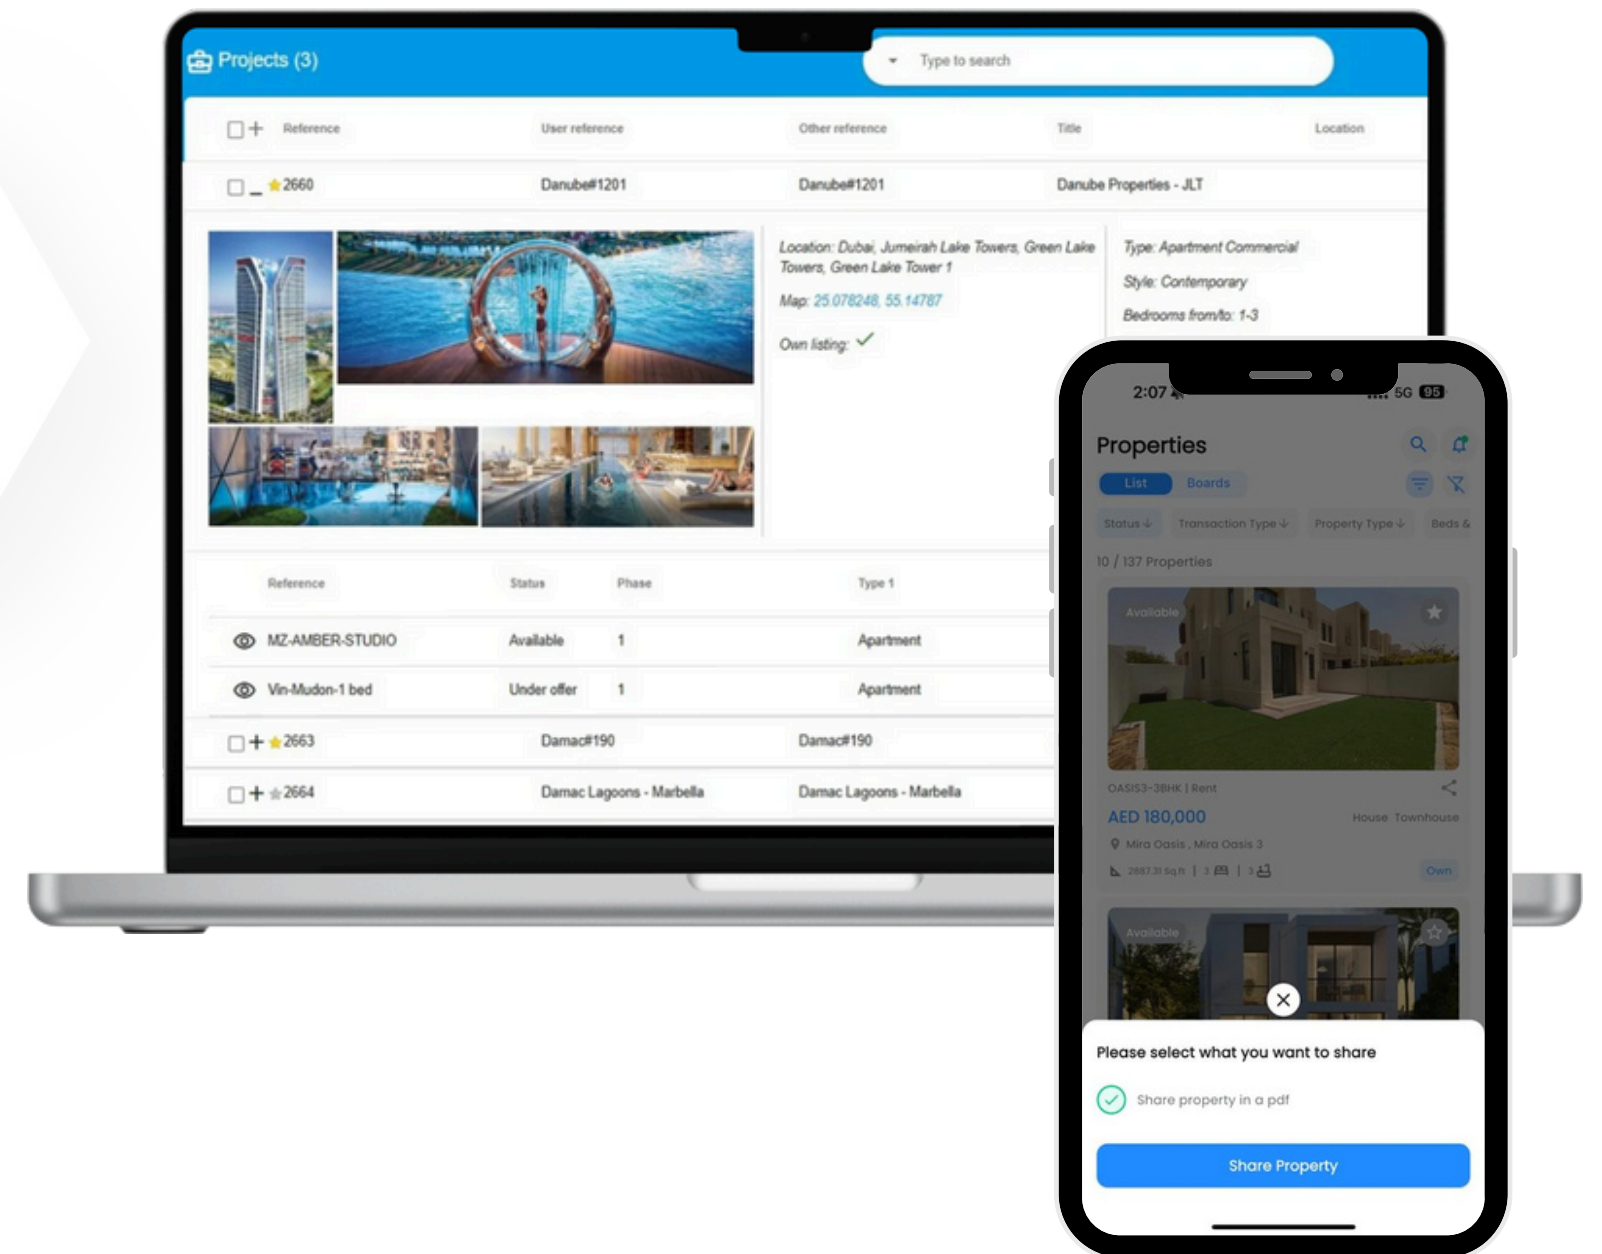 Projects (3)
Type to search
Reference User reference Other reference Title Location
2660 Danube#1201 Danube#1201 Danube Properties - JLT
Location: Dubai, Jumeirah Lake Towers, Green Lake
Towers, Green Lake Tower 1
Map: 25.078248, 55.14787
Own listing:
Type: Apartment Commercial
Style: Contemporary
Bedrooms from/to: 1-3
Reference Status Phase Type 1
MZ-AMBER-STUDIO Available 1 Apartment
Vin-Mudon-1 bed Under offer 1 Apartment
2663 Damac#190 Damac#190
2664 Damac Lagoons - Marbella Damac Lagoons - Marbella
2:07 5G 95
Properties
List Boards
Status Transaction Type Property Type Beds &
10 / 137 Properties
Available
OASIS3-3BHK | Rent
AED 180,000 House Townhouse
Mira Oasis , Mira Oasis 3
2887.31 Sq.ft | 3 | 3 Own
Available
Please select what you want to share
Share property in a pdf
Share Property